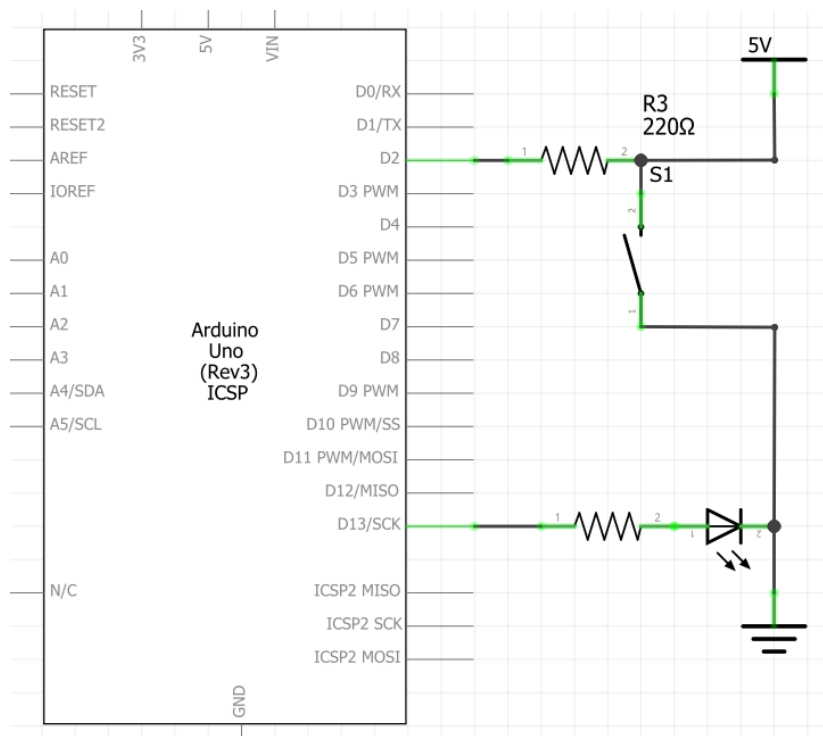 3V3
5V
VIN
RESET
RESET2
AREF
IOREF
A0
A1
A2
A3
A4/SDA
A5/SCL
N/C
Arduino
Uno
(Rev3)
ICSP
D0/RX
D1/TX
D2
D3 PWM
D4
D5 PWM
D6 PWM
D7
D8
D9 PWM
D10 PWM/SS
D11 PWM/MOSI
D12/MISO
D13/SCK
ICSP2 MISO
ICSP2 SCK
ICSP2 MOSI
GND
5V
R3
220Ω
1
2
S1
2
1
1
2
1
2